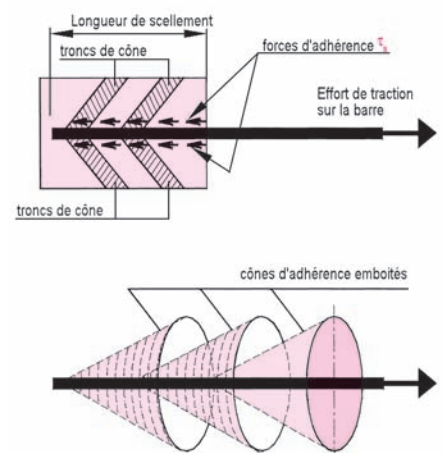 Longueur de scellement
troncs de cône
forces d'adhérence τs
Effort de traction
sur la barre
troncs de cône
cônes d'adhérence emboités